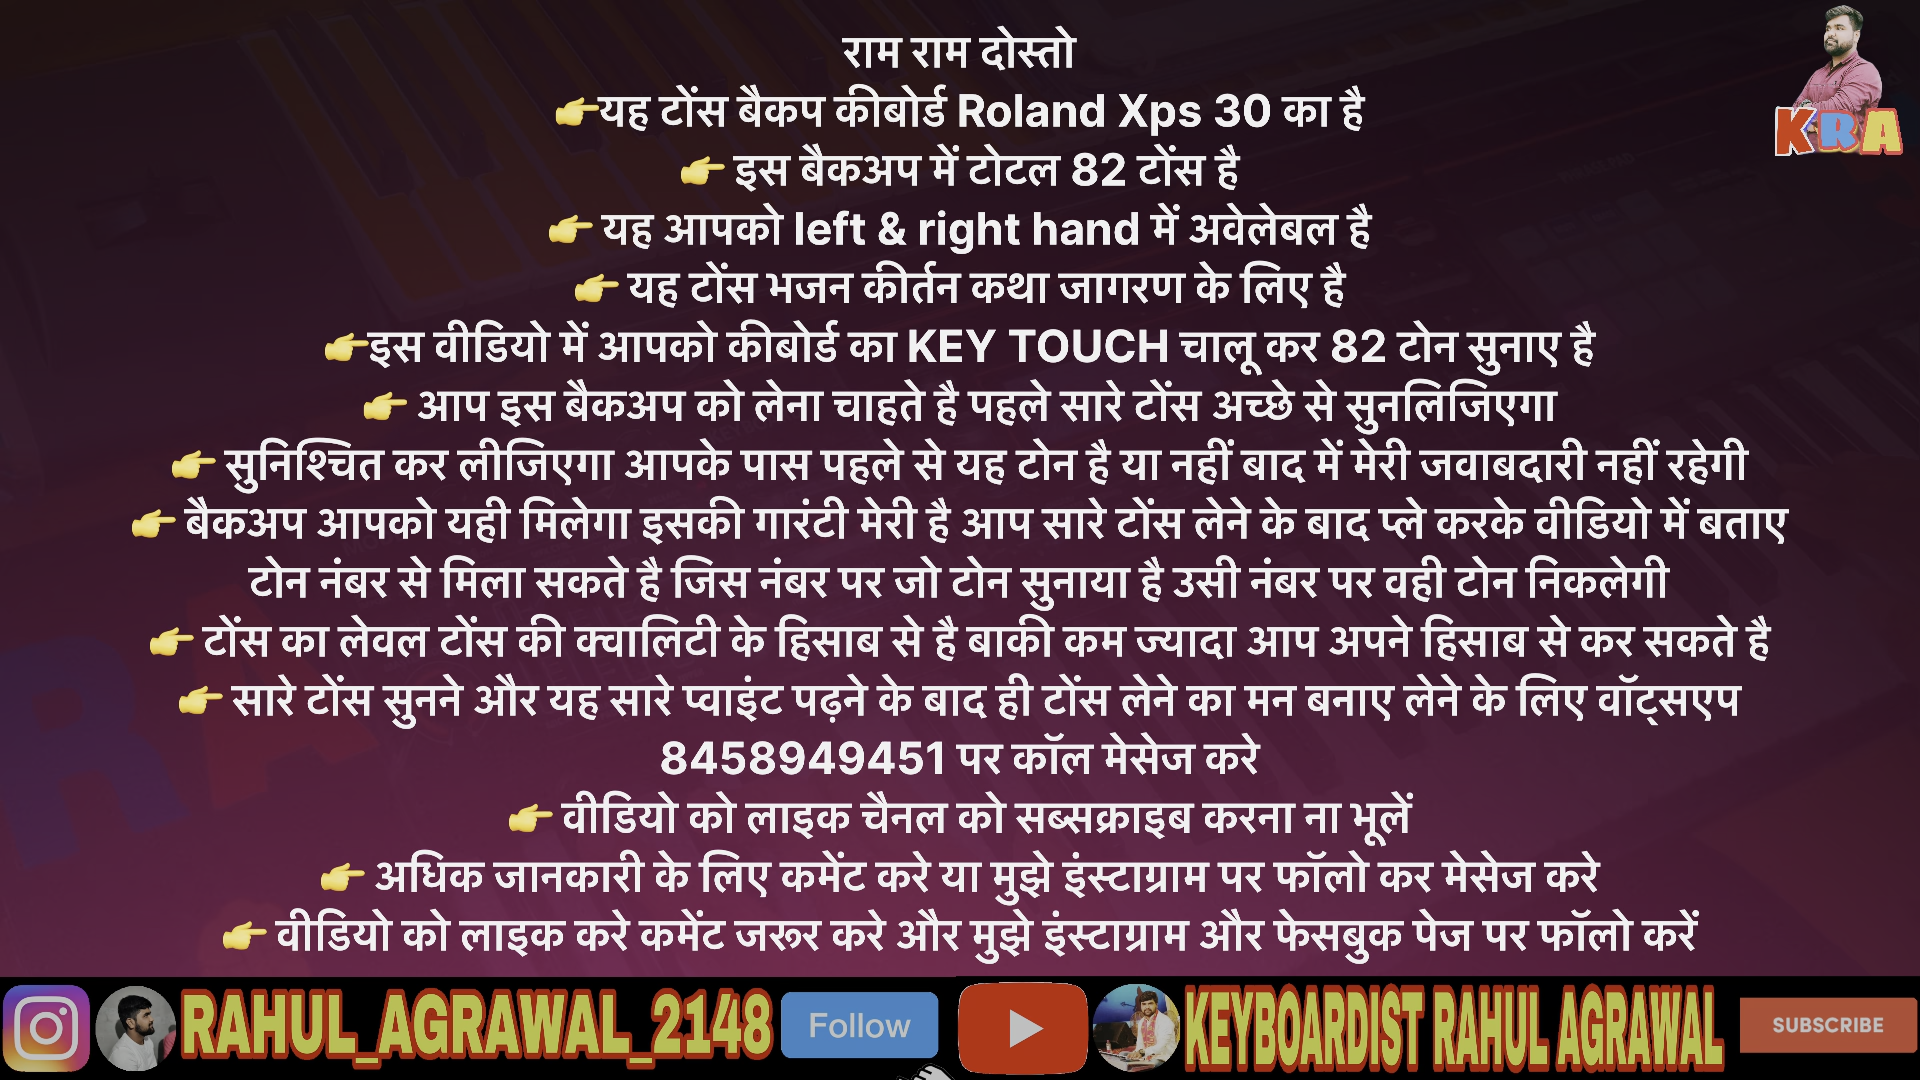 राम राम दोस्तो
KRA
👉यह टोंस बैकप कीबोर्ड Roland Xps 30 का है
👉 इस बैकअप में टोटल 82 टोंस है
👉 यह आपको left & right hand में अवेलेबल है
👉 यह टोंस भजन कीर्तन कथा जागरण के लिए है
👉इस वीडियो में आपको कीबोर्ड का KEY TOUCH चालू कर 82 टोन सुनाए है
👉 आप इस बैकअप को लेना चाहते है पहले सारे टोंस अच्छे से सुनलिजिएगा
👉 सुनिश्चित कर लीजिएगा आपके पास पहले से यह टोन है या नहीं बाद में मेरी जवाबदारी नहीं रहेगी
👉 बैकअप आपको यही मिलेगा इसकी गारंटी मेरी है आप सारे टोंस लेने के बाद प्ले करके वीडियो में बताए
टोन नंबर से मिला सकते है जिस नंबर पर जो टोन सुनाया है उसी नंबर पर वही टोन निकलेगी
👉 टोंस का लेवल टोंस की क्वालिटी के हिसाब से है बाकी कम ज्यादा आप अपने हिसाब से कर सकते है
👉 सारे टोंस सुनने और यह सारे प्वाइंट पढ़ने के बाद ही टोंस लेने का मन बनाए लेने के लिए वॉट्सएप
8458949451 पर कॉल मेसेज करे
👉 वीडियो को लाइक चैनल को सब्सक्राइब करना ना भूलें
👉 अधिक जानकारी के लिए कमेंट करे या मुझे इंस्टाग्राम पर फॉलो कर मेसेज करे
👉 वीडियो को लाइक करे कमेंट जरूर करे और मुझे इंस्टाग्राम और फेसबुक पेज पर फॉलो करें
RAHUL_AGRAWAL_2148 Follow KEYBOARDIST RAHUL AGRAWAL SUBSCRIBE